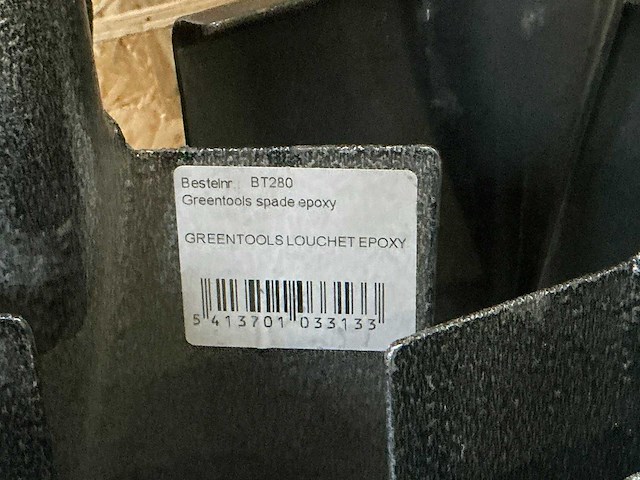 Bestelnr. BT280
Greentools spade epoxy
GREENTOOLS LOUCHET EPOXY
5 413701 033133